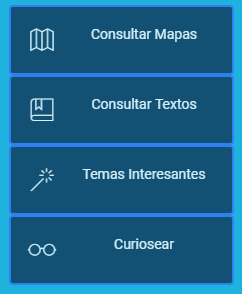 Consultar Mapas
Consultar Textos
Temas Interesantes
Curiosear